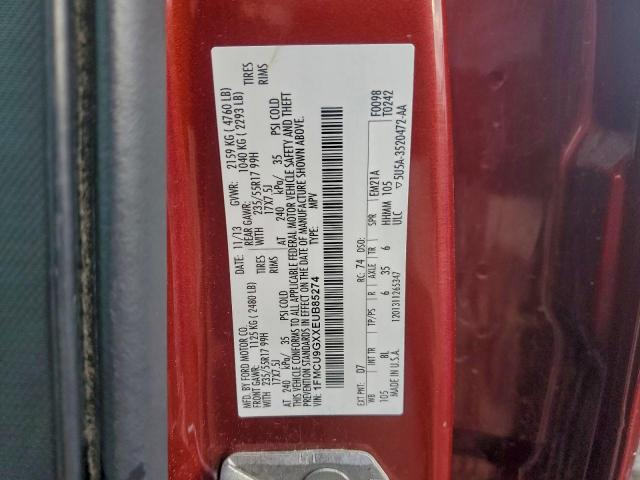 MFD. BY FORD MOTOR CO.
11/13 GVWR: 2159 KG ( 4760 LB)
FRONT GAWR: 1125 KG ( 2480 LB) REAR GAWR: 1040 KG ( 2293 LB)
WITH 235/55R17 99H TIRES WITH 235/55R17 99H TIRES
17X7.5J RIMS 17X7.5J RIMS
AT 240 kPa/ 35 PSI COLD AT 240 kPa/ 35 PSI COLD
THIS VEHICLE CONFORMS TO ALL APPLICABLE FEDERAL MOTOR VEHICLE SAFETY AND THEFT
PREVENTION STANDARDS IN EFFECT ON THE DATE OF MANUFACTURE SHOWN ABOVE.
VIN: 1FMCU9GXXEUB85274 TYPE: MPV
F0098
T0242
EXT PNT: D7 RC: 74 DSO:
WB INT TR TP/PS R AXLE TR SPR EM21A
105 BL 6 35 6 HHMM 105
MADE IN U.S.A. ULC
1201311265347 ▽5U5A-3520472-AA